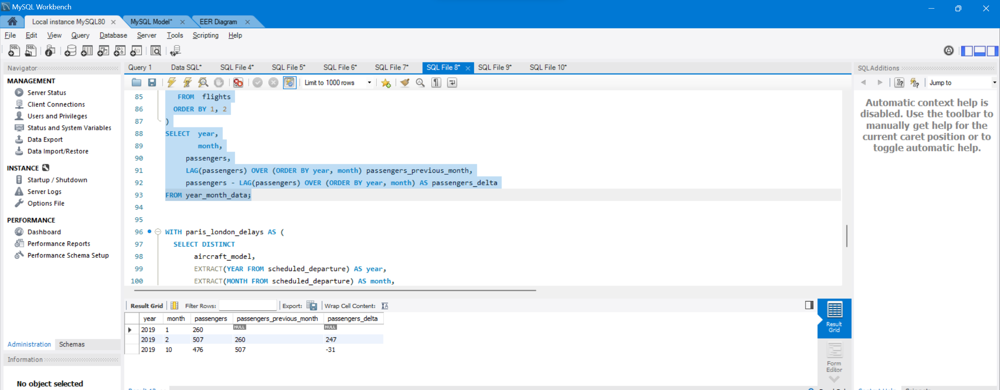 MySQL Workbench
Local instance MySQL80
MySQL Model*
EER Diagram
File Edit View Query Database Server Tools Scripting Help
Navigator
MANAGEMENT
Server Status
Client Connections
Users and Privileges
Status and System Variables
Data Export
Data Import/Restore
INSTANCE
Startup / Shutdown
Server Logs
Options File
PERFORMANCE
Dashboard
Performance Reports
Performance Schema Setup
Administration Schemas
Information
No object selected
Query 1 Data SQL* SQL File 4* SQL File 5* SQL File 6* SQL File 7* SQL File 8* SQL File 9* SQL File 10*
Limit to 1000 rows
85 FROM flights
86 ORDER BY 1, 2
87 )
88 SELECT year,
89 month,
90 passengers,
91 LAG(passengers) OVER (ORDER BY year, month) passengers_previous_month,
92 passengers - LAG(passengers) OVER (ORDER BY year, month) AS passengers_delta
93 FROM year_month_data;
94
95
96 WITH paris_london_delays AS (
97 SELECT DISTINCT
98 aircraft_model,
99 EXTRACT(YEAR FROM scheduled_departure) AS year,
100 EXTRACT(MONTH FROM scheduled_departure) AS month,
Result Grid Filter Rows: Export: Wrap Cell Content:
year month passengers passengers_previous_month passengers_delta
2019 1 260 NULL NULL
2019 2 507 260 247
2019 10 476 507 -31
Result
Grid
Form
Editor
SQLAdditions
Jump to
Automatic context help is
disabled. Use the toolbar to
manually get help for the
current caret position or to
toggle automatic help.